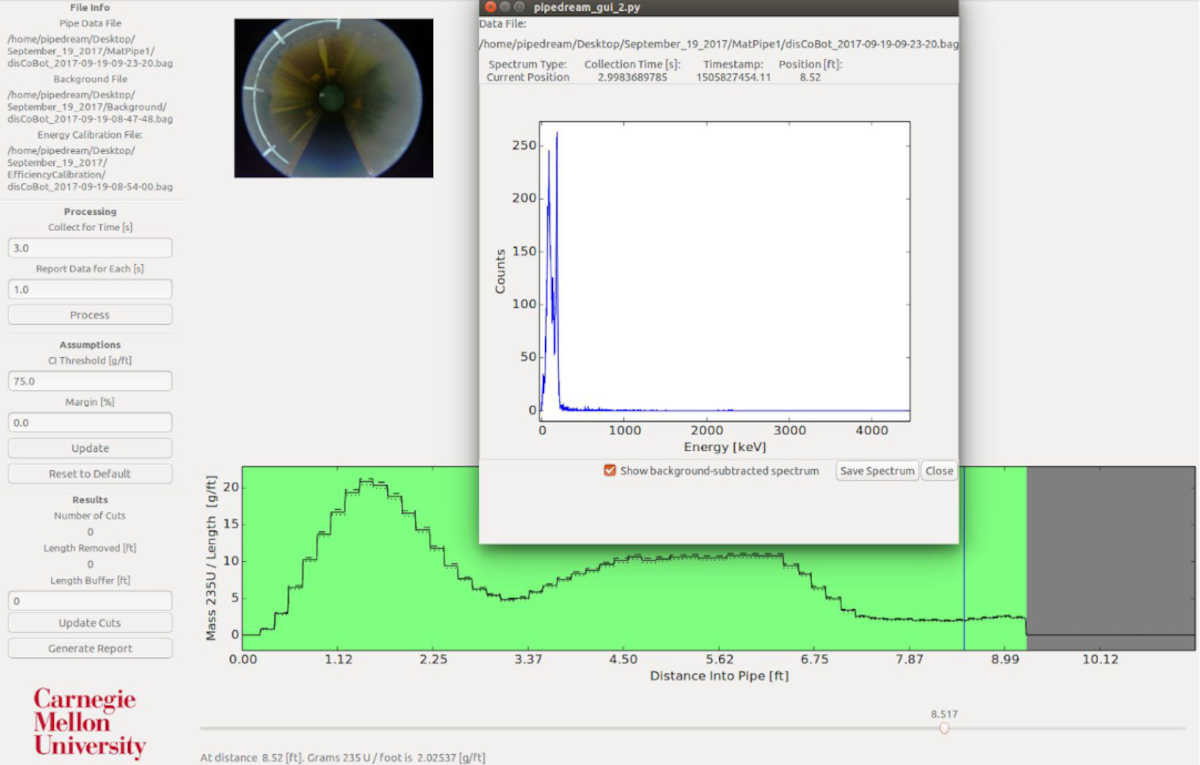 File Info
Pipe Data File
/home/pipedream/Desktop/
September_19_2017/MatPipe1/
disCoBot_2017-09-19-09-23-20.bag
Background File
/home/pipedream/Desktop/
September_19_2017/Background/
disCoBot_2017-09-19-08-47-48.bag
Energy Calibration File:
/home/pipedream/Desktop/
September_19_2017/
EfficiencyCalibration/
disCoBot_2017-09-19-08-54-00.bag
Processing
Collect for Time [s]
3.0
Report Data for Each [s]
1.0
Process
Assumptions
CI Threshold [g/ft]
75.0
Margin [%]
0.0
Update
Reset to Default
Results
Number of Cuts
0
Length Removed [ft]
0
Length Buffer [ft]
0
Update Cuts
Generate Report
Carnegie
Mellon
University
pipedream_gui_2.py
Data File:
/home/pipedream/Desktop/September_19_2017/MatPipe1/disCoBot_2017-09-19-09-23-20.bag
Spectrum Type: Collection Time [s]: Timestamp: Position [ft]:
Current Position 2.9983689785 1505827454.11 8.52
250
200
150
100
50
0
Counts
0 1000 2000 3000 4000
Energy [keV]
Show background-subtracted spectrum Save Spectrum Close
20
15
10
5
0
Mass 235U / Length [g/ft]
0.00 1.12 2.25 3.37 4.50 5.62 6.75 7.87 8.99 10.12
Distance Into Pipe [ft]
8.517
At distance 8.52 [ft]. Grams 235 U / foot is 2.02537 [g/ft]